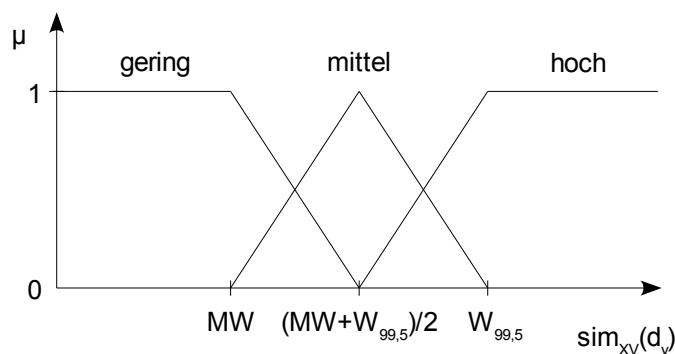 µ
gering mittel hoch
1
0
MW (MW+W99,5)/2 W99,5
simXV(dv)